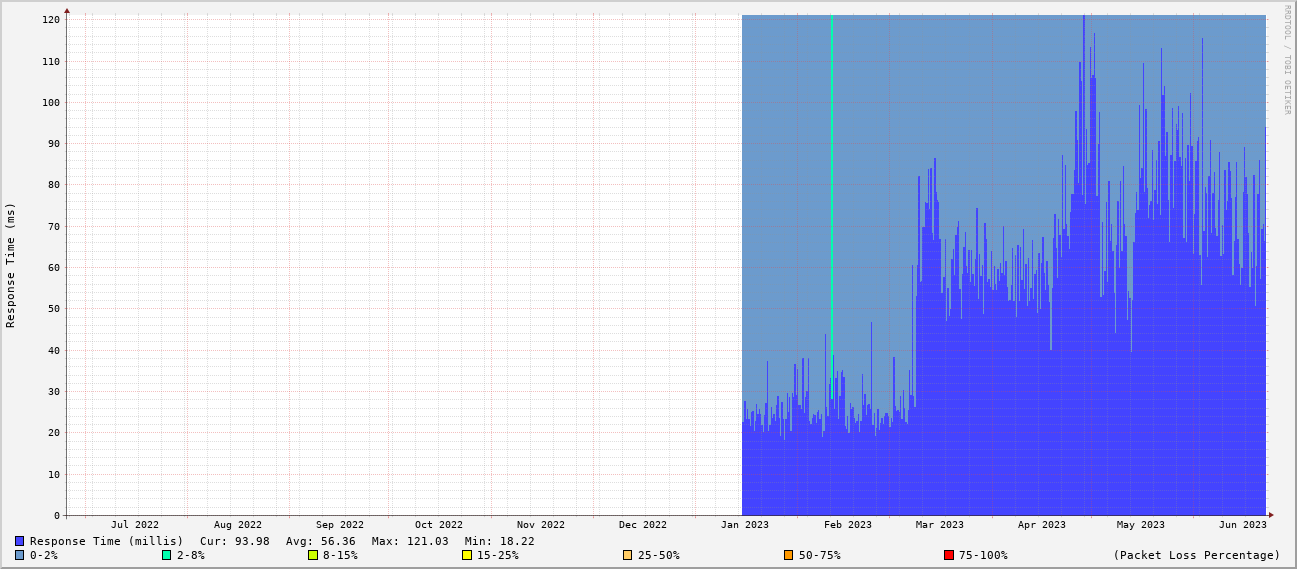 RRDTOOL / TOBI OETIKER
Response Time (ms)
120
110
100
90
80
70
60
50
40
30
20
10
0
Jul 2022 Aug 2022 Sep 2022 Oct 2022 Nov 2022 Dec 2022 Jan 2023 Feb 2023 Mar 2023 Apr 2023 May 2023 Jun 2023
Response Time (millis) Cur: 93.98 Avg: 56.36 Max: 121.03 Min: 18.22
0-2% 2-8% 8-15% 15-25% 25-50% 50-75% 75-100% (Packet Loss Percentage)